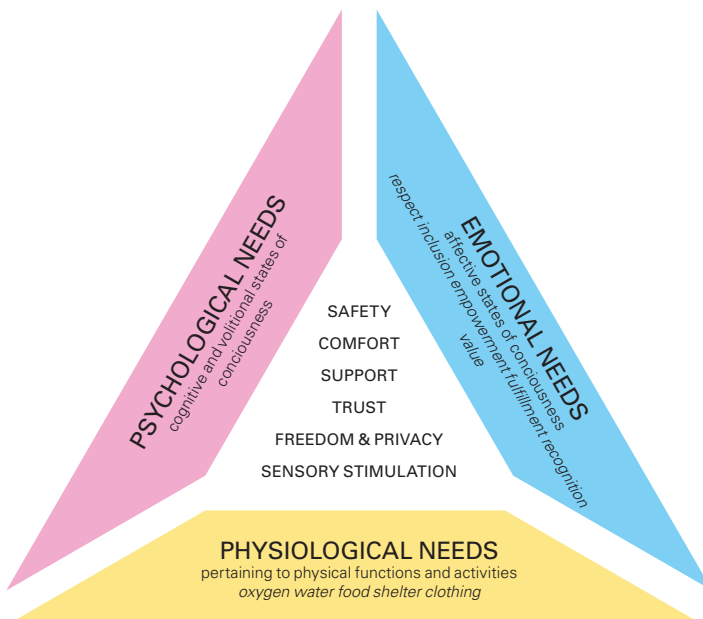 PSYCHOLOGICAL NEEDS
cognitive and volitional states of
conciousness
EMOTIONAL NEEDS
affective states of conciousness
respect inclusion empowerment fulfillment recognition
value
SAFETY
COMFORT
SUPPORT
TRUST
FREEDOM & PRIVACY
SENSORY STIMULATION
PHYSIOLOGICAL NEEDS
pertaining to physical functions and activities
oxygen water food shelter clothing